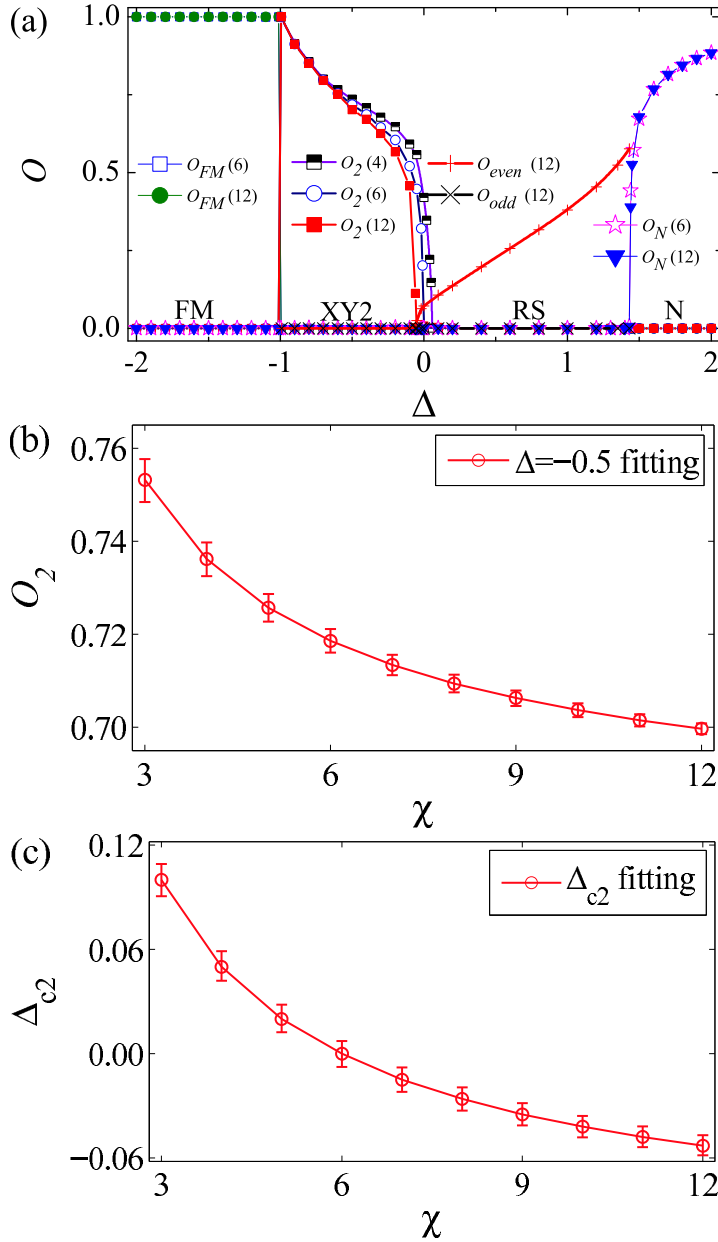 (a)
1.0
0.5
0.0
O
O_FM (6)
O_FM (12)
O_2 (4)
O_2 (6)
O_2 (12)
O_even (12)
O_odd (12)
O_N (6)
O_N (12)
FM XY2 RS N
-2 -1 0 1 2
Δ
(b)
0.76
0.74
0.72
0.70
O_2
Δ=−0.5 fitting
3 6 9 12
χ
(c)
0.12
0.06
0.00
−0.06
Δ_c2
Δ_c2 fitting
3 6 9 12
χ